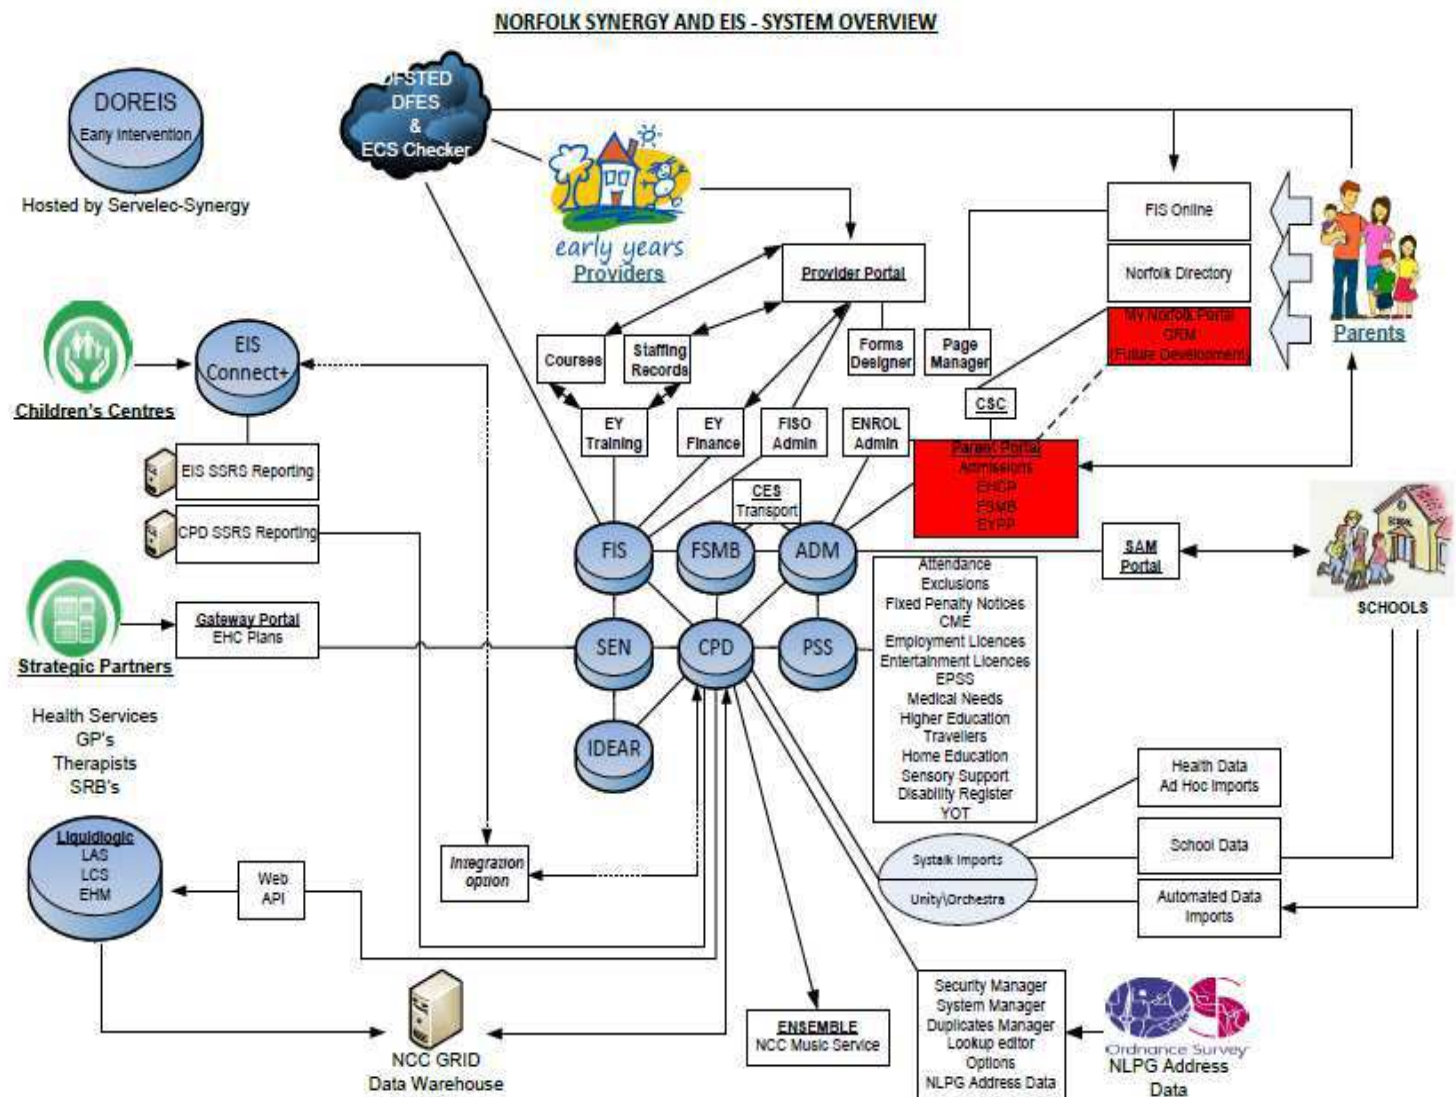 NORFOLK SYNERGY AND EIS - SYSTEM OVERVIEW
DOREIS
Early Intervention
Hosted by Servelec-Synergy
OFSTED
DFES
&
ECS Checker
early years
Providers
Provider Portal
FIS Online
Norfolk Directory
My Norfolk Portal
CRM
(Future Development)
Parents
Children's Centres
EIS
Connect+
EIS SSRS Reporting
CPD SSRS Reporting
Courses
Staffing
Records
Forms
Designer
Page
Manager
CSC
EY
Training
EY
Finance
FISO
Admin
ENROL
Admin
Parent Portal
Admissions
EHCP
FSMB
EYPP
CES
Transport
FIS
FSMB
ADM
SAM
Portal
SCHOOL
SCHOOLS
Strategic Partners
Gateway Portal
EHC Plans
SEN
CPD
PSS
IDEAR
Attendance
Exclusions
Fixed Penalty Notices
CME
Employment Licences
Entertainment Licences
EPSS
Medical Needs
Higher Education
Travellers
Home Education
Sensory Support
Disability Register
YOT
Health Services
GP's
Therapists
SRB's
Liquidlogic
LAS
LCS
EHM
Web
API
Integration
option
Systalk Imports
Unity\Orchestra
Health Data
Ad Hoc Imports
School Data
Automated Data
Imports
NCC GRID
Data Warehouse
ENSEMBLE
NCC Music Service
Security Manager
System Manager
Duplicates Manager
Lookup editor
Options
NLPG Address Data
OS
Ordnance Survey
NLPG Address
Data